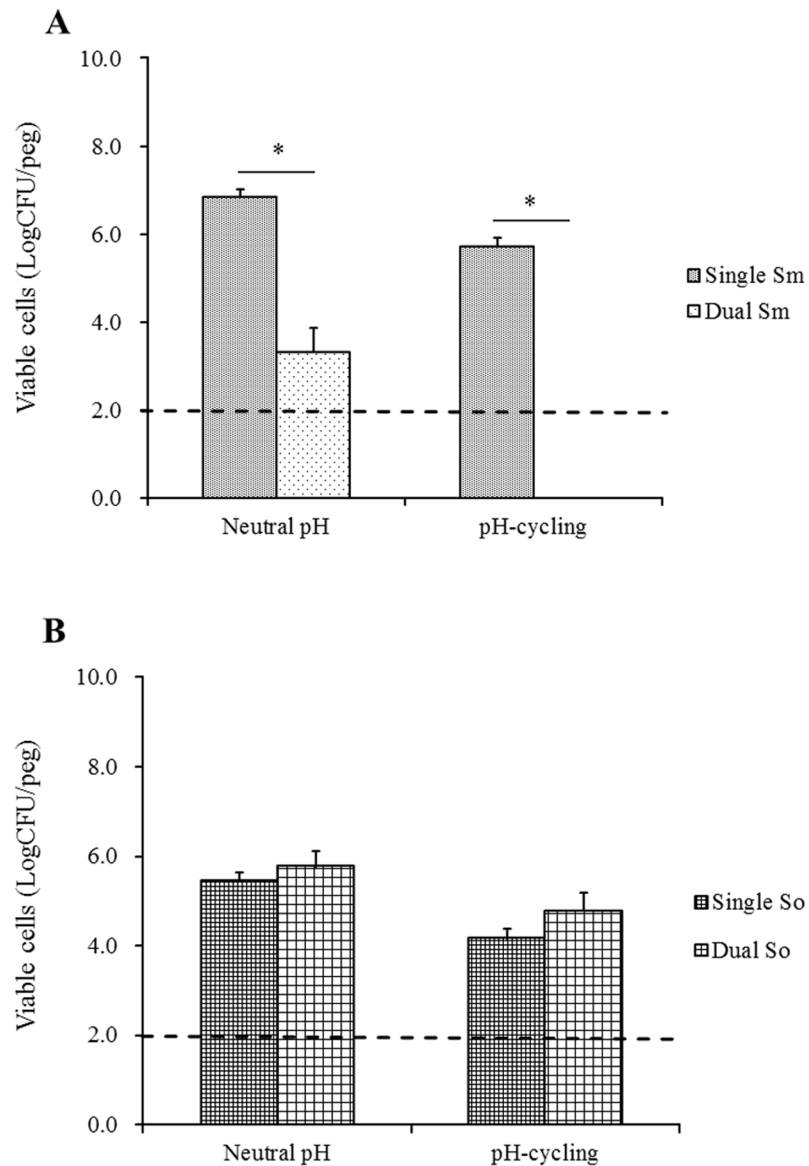 A
Viable cells (LogCFU/peg)
10.0
8.0
6.0
4.0
2.0
0.0
*
*
Neutral pH
pH-cycling
Single Sm
Dual Sm
B
Viable cells (LogCFU/peg)
10.0
8.0
6.0
4.0
2.0
0.0
Neutral pH
pH-cycling
Single So
Dual So